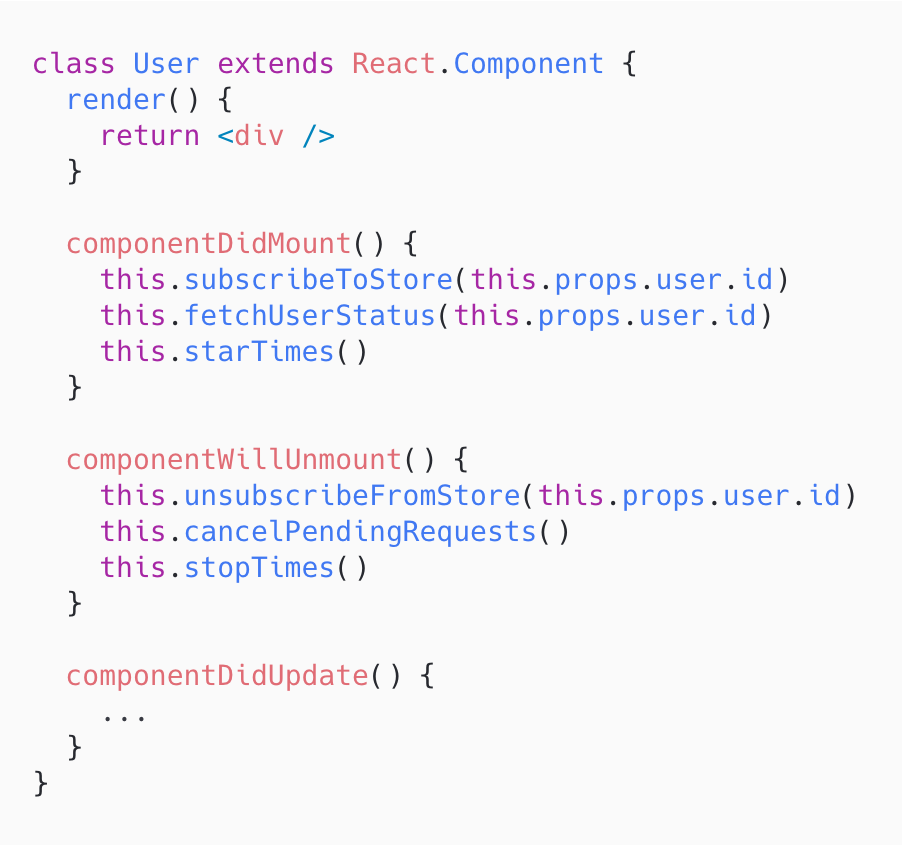 class User extends React.Component {
  render() {
    return <div />
  }

  componentDidMount() {
    this.subscribeToStore(this.props.user.id)
    this.fetchUserStatus(this.props.user.id)
    this.starTimes()
  }

  componentWillUnmount() {
    this.unsubscribeFromStore(this.props.user.id)
    this.cancelPendingRequests()
    this.stopTimes()
  }

  componentDidUpdate() {
    ...
  }
}